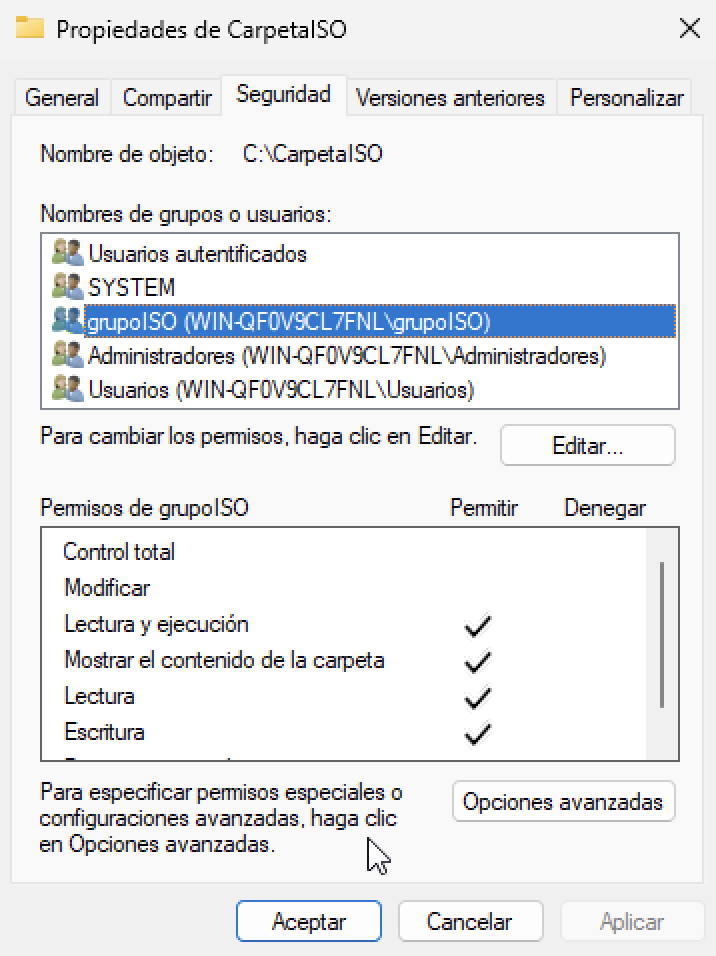 Propiedades de CarpetaISO
General Compartir Seguridad Versiones anteriores Personalizar
Nombre de objeto: C:\CarpetaISO
Nombres de grupos o usuarios:
Usuarios autentificados
SYSTEM
grupoISO (WIN-QF0V9CL7FNL\grupoISO)
Administradores (WIN-QF0V9CL7FNL\Administradores)
Usuarios (WIN-QF0V9CL7FNL\Usuarios)
Para cambiar los permisos, haga clic en Editar.
Editar...
Permisos de grupoISO Permitir Denegar
Control total
Modificar
Lectura y ejecución
Mostrar el contenido de la carpeta
Lectura
Escritura
Para especificar permisos especiales o
configuraciones avanzadas, haga clic
en Opciones avanzadas.
Opciones avanzadas
Aceptar Cancelar Aplicar